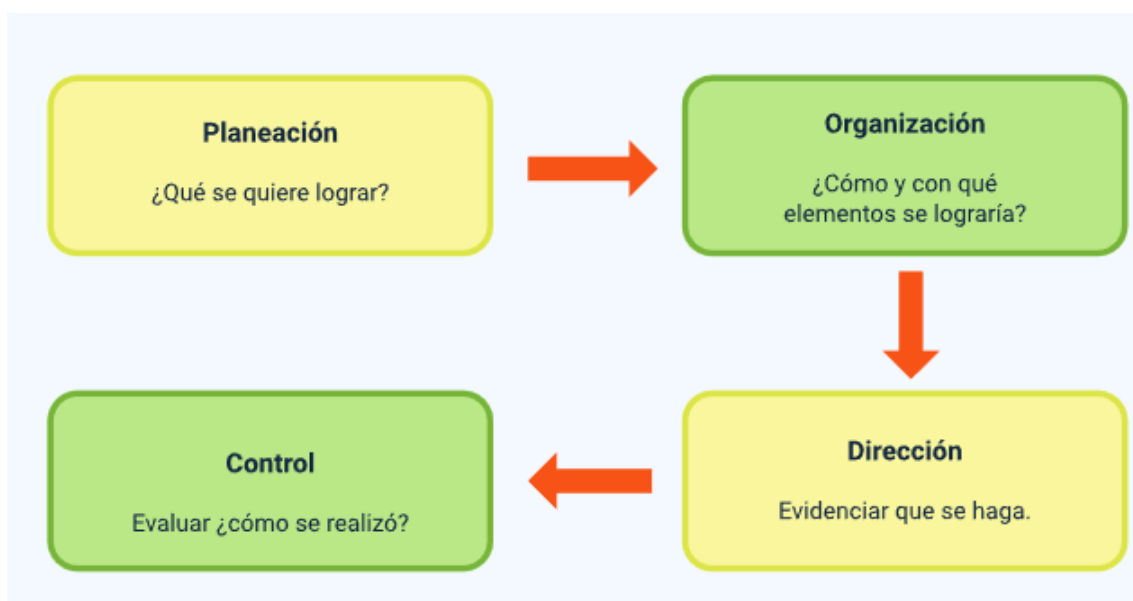 Planeación
¿Qué se quiere lograr?
Organización
¿Cómo y con qué
elementos se lograría?
Dirección
Evidenciar que se haga.
Control
Evaluar ¿cómo se realizó?